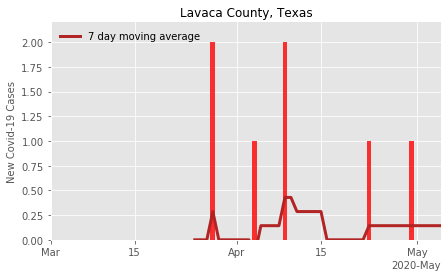 Lavaca County, Texas
7 day moving average
New Covid-19 Cases
2.00
1.75
1.50
1.25
1.00
0.75
0.50
0.25
0.00
Mar
15
Apr
15
May
2020-May